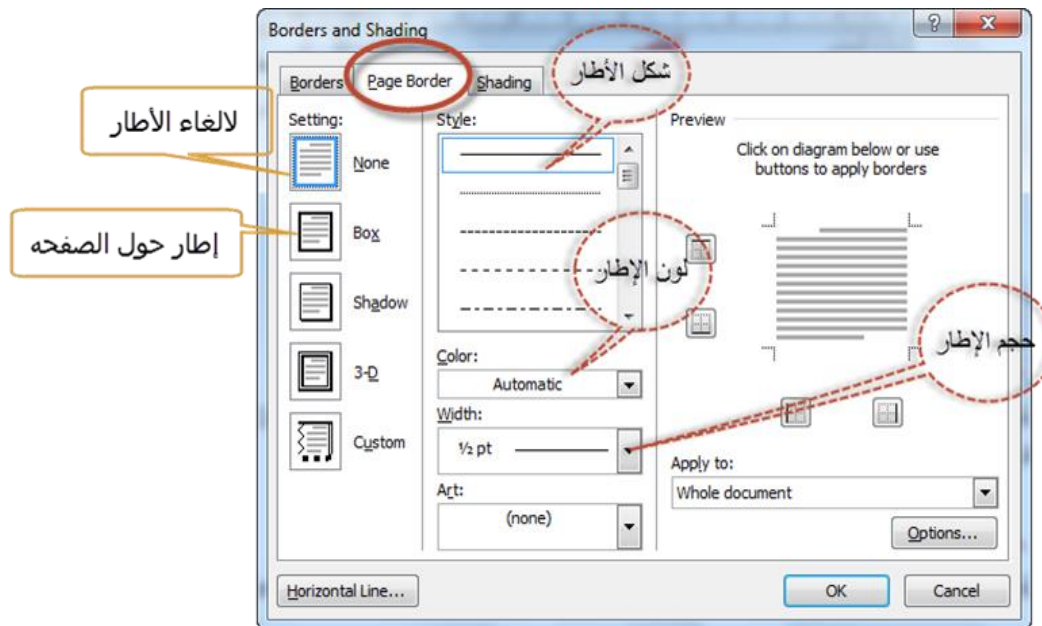 Borders and Shading
Borders
Page Border
Shading
شكل الأطار
لالغاء الأطار
Setting:
None
إطار حول الصفحه
Box
Shadow
3-D
Custom
Style:
لون الإطار
Color:
Automatic
Width:
½ pt
Art:
(none)
Preview
Click on diagram below or use
buttons to apply borders
حجم الإطار
Apply to:
Whole document
Options...
Horizontal Line...
OK
Cancel